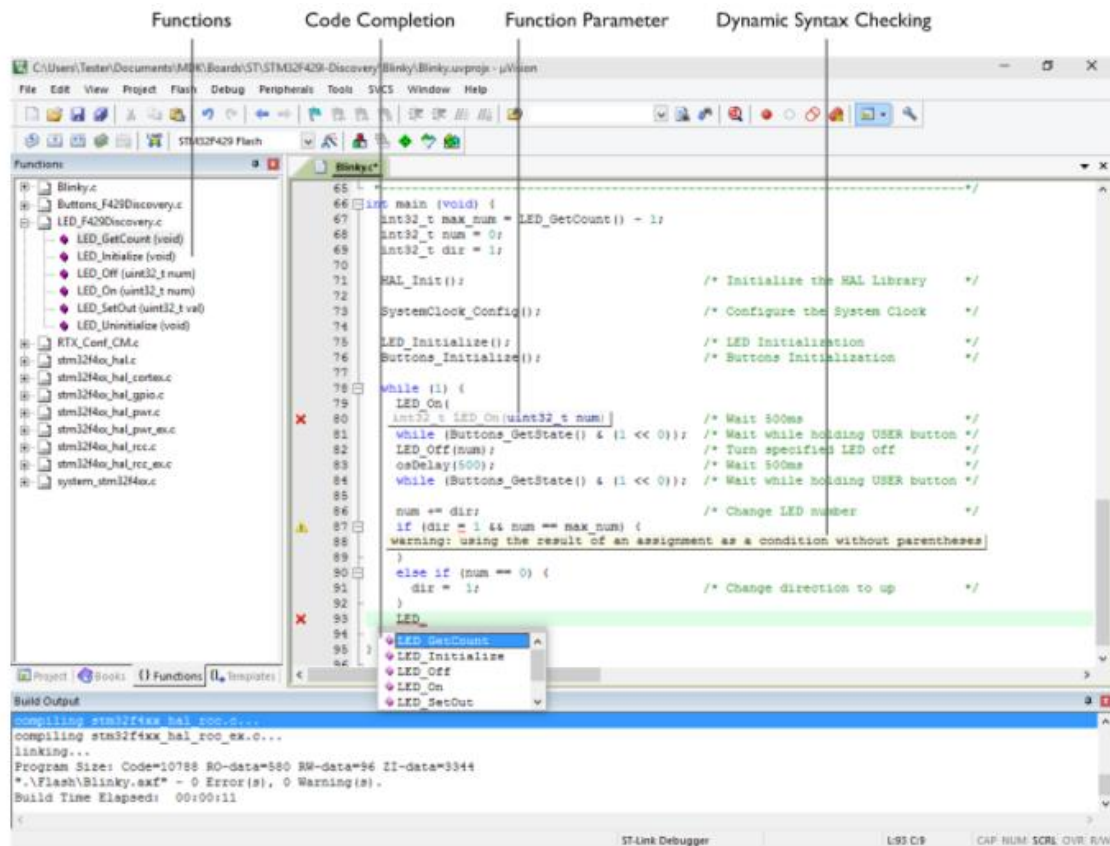 Functions Code Completion Function Parameter Dynamic Syntax Checking
C:\Users\Tester\Documents\MDK\Boards\ST\STM32F429I-Discovery\Blinky\Blinky.uvprojx - µVision
File Edit View Project Flash Debug Peripherals Tools SVCS Window Help
STM32F429 Flash
Functions
Blinky.c
Buttons_F429Discovery.c
LED_F429Discovery.c
LED_GetCount (void)
LED_Initialize (void)
LED_Off (uint32_t num)
LED_On (uint32_t num)
LED_SetOut (uint32_t val)
LED_Uninitialize (void)
RTX_Conf_CM.c
stm32f4xx_hal.c
stm32f4xx_hal_cortex.c
stm32f4xx_hal_gpio.c
stm32f4xx_hal_pwr.c
stm32f4xx_hal_pwr_ex.c
stm32f4xx_hal_rcc.c
stm32f4xx_hal_rcc_ex.c
system_stm32f4xx.c
Project Books {} Functions Templates
Blinky.c*
65 *----------------------------------------------------------------------------*/
66 int main (void) {
67 int32_t max_num = LED_GetCount() - 1;
68 int32_t num = 0;
69 int32_t dir = 1;
70
71 HAL_Init(); /* Initialize the HAL Library */
72
73 SystemClock_Config(); /* Configure the System Clock */
74
75 LED_Initialize(); /* LED Initialization */
76 Buttons_Initialize(); /* Buttons Initialization */
77
78 while (1) {
79 LED_On(
80 int32_t LED_On(uint32_t num) /* Wait 500ms */
81 while (Buttons_GetState() & (1 << 0)); /* Wait while holding USER button */
82 LED_Off(num); /* Turn specified LED off */
83 osDelay(500); /* Wait 500ms */
84 while (Buttons_GetState() & (1 << 0)); /* Wait while holding USER button */
85
86 num += dir; /* Change LED number */
87 if (dir = 1 && num == max_num) {
88 warning: using the result of an assignment as a condition without parentheses
89 }
90 else if (num == 0) {
91 dir = 1; /* Change direction to up */
92 }
93 LED_
94
95 }
96
LED_GetCount
LED_Initialize
LED_Off
LED_On
LED_SetOut
Build Output
compiling stm32f4xx_hal_rcc.c...
compiling stm32f4xx_hal_rcc_ex.c...
linking...
Program Size: Code=10788 RO-data=580 RW-data=96 ZI-data=3344
".\Flash\Blinky.axf" - 0 Error(s), 0 Warning(s).
Build Time Elapsed: 00:00:11
ST-Link Debugger L:93 C:9 CAP NUM SCRL OVR R/W